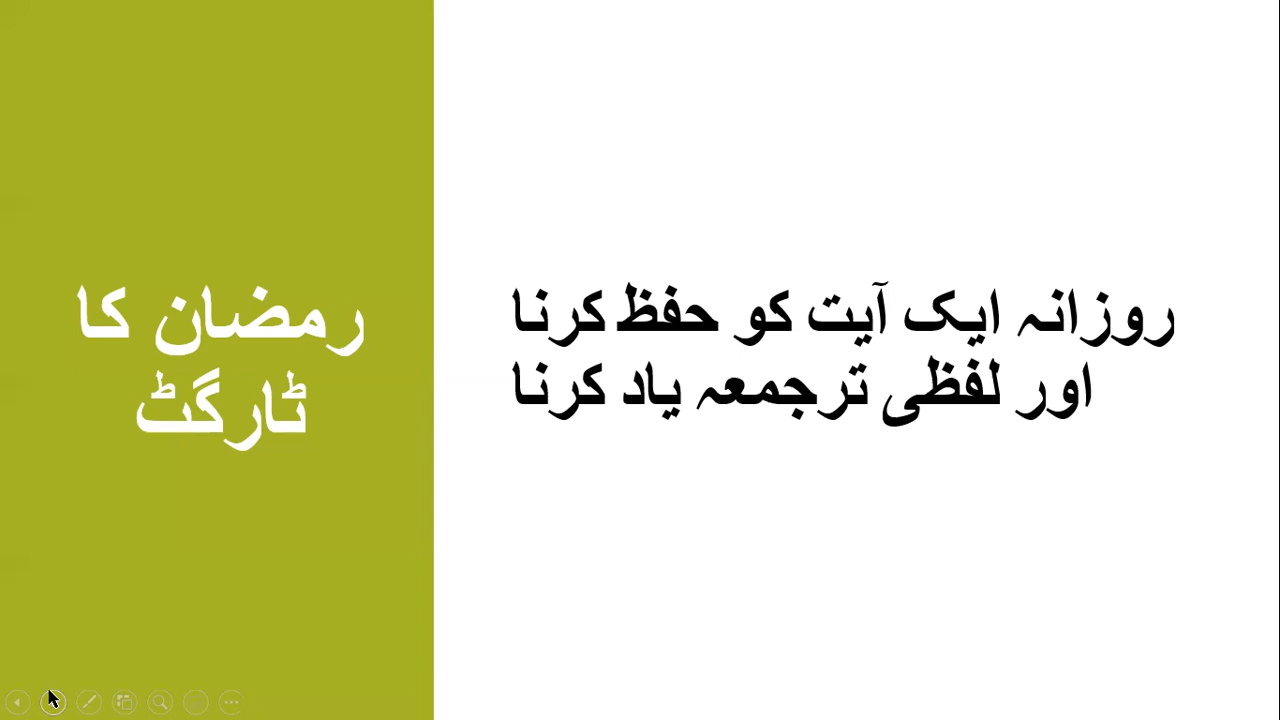 رمضان کا
ٹارگٹ
روزانہ ایک آیت کو حفظ کرنا
اور لفظی ترجمعہ یاد کرنا